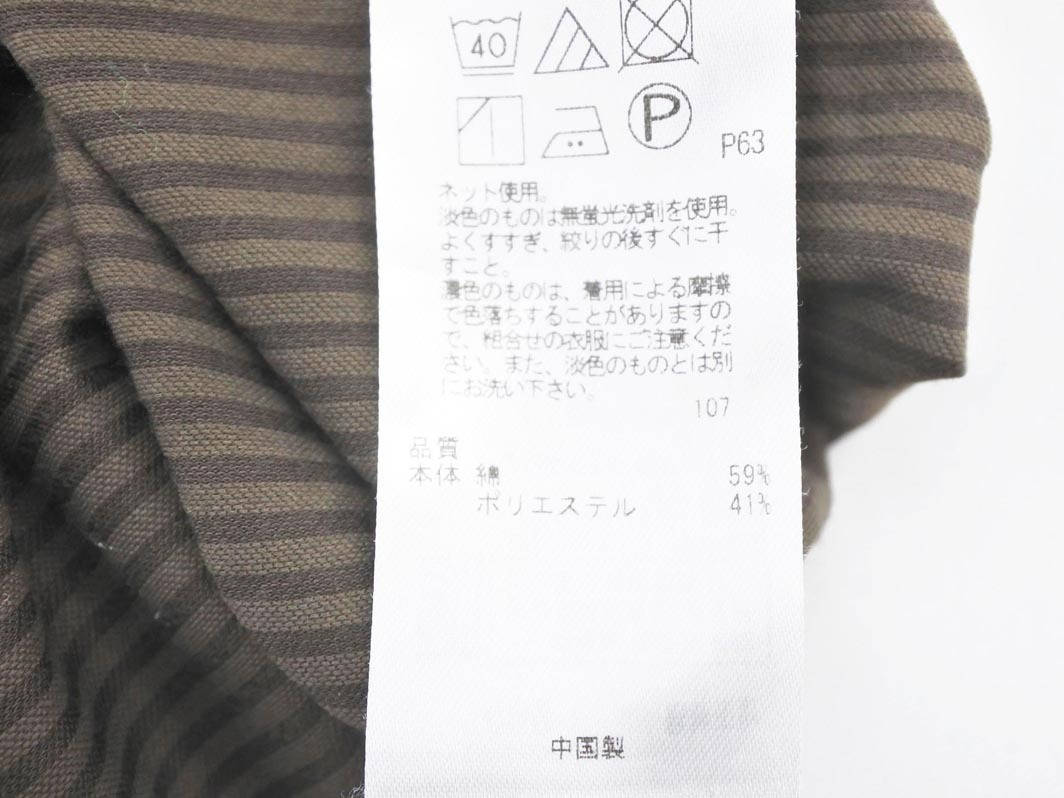 40
P
P63
ネット使用。
淡色のものは無蛍光洗剤を使用。
よくすすぎ、絞りの後すぐに干
すこと。
濃色のものは、着用による摩擦
で色落ちすることがありますの
で、組合せの衣服にご注意くだ
さい。また、淡色のものとは別
にお洗い下さい。
107
品質
本体 綿 59%
ポリエステル 41%
中国製